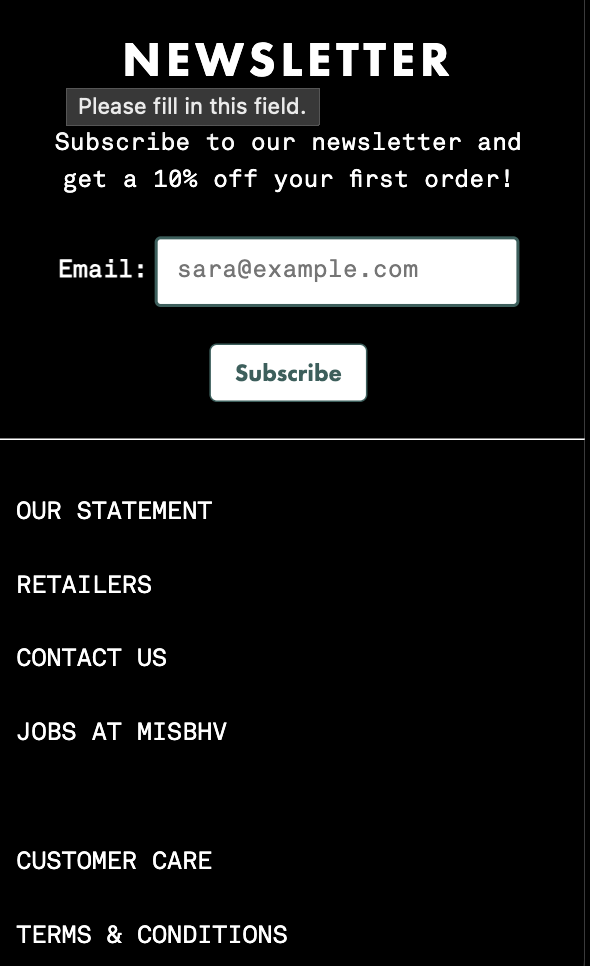 NEWSLETTER
Please fill in this field.
Subscribe to our newsletter and
get a 10% off your first order!
Email: sara@example.com
Subscribe
OUR STATEMENT
RETAILERS
CONTACT US
JOBS AT MISBHV
CUSTOMER CARE
TERMS & CONDITIONS